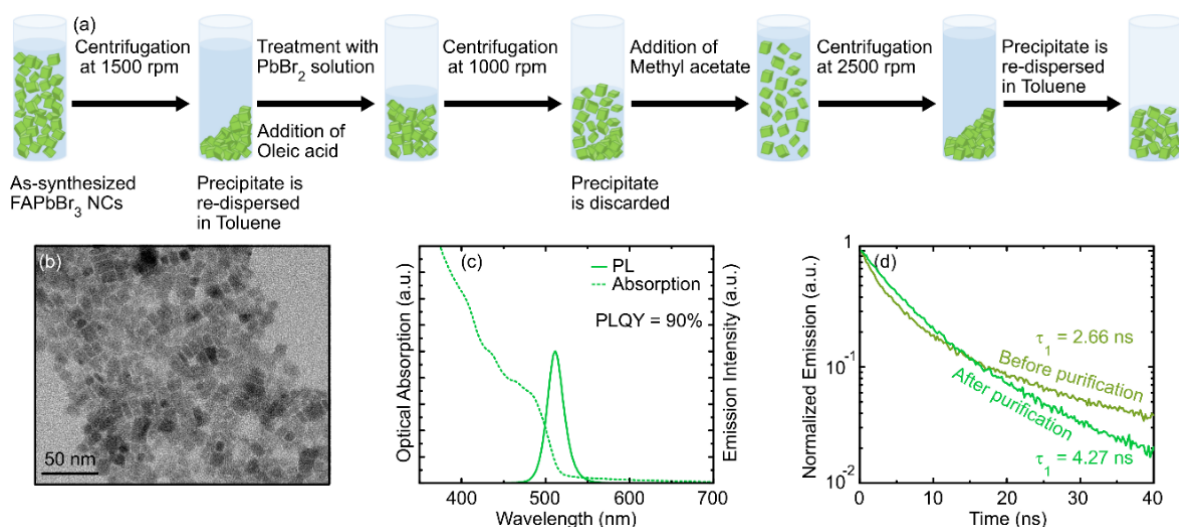 (a)
Centrifugation
at 1500 rpm
Treatment with
PbBr2 solution
Addition of
Oleic acid
Centrifugation
at 1000 rpm
Addition of
Methyl acetate
Centrifugation
at 2500 rpm
Precipitate is
re-dispersed
in Toluene
As-synthesized
FAPbBr3 NCs
Precipitate is
re-dispersed
in Toluene
Precipitate
is discarded
(b)
50 nm
(c)
PL
Absorption
PLQY = 90%
Optical Absorption (a.u.)
Emission Intensity (a.u.)
400 500 600 700
Wavelength (nm)
(d)
Normalized Emission
1
10-1
10-2
τ1 = 2.66 ns
Before purification
After purification
τ1 = 4.27 ns
0 10 20 30 40
Time (ns)